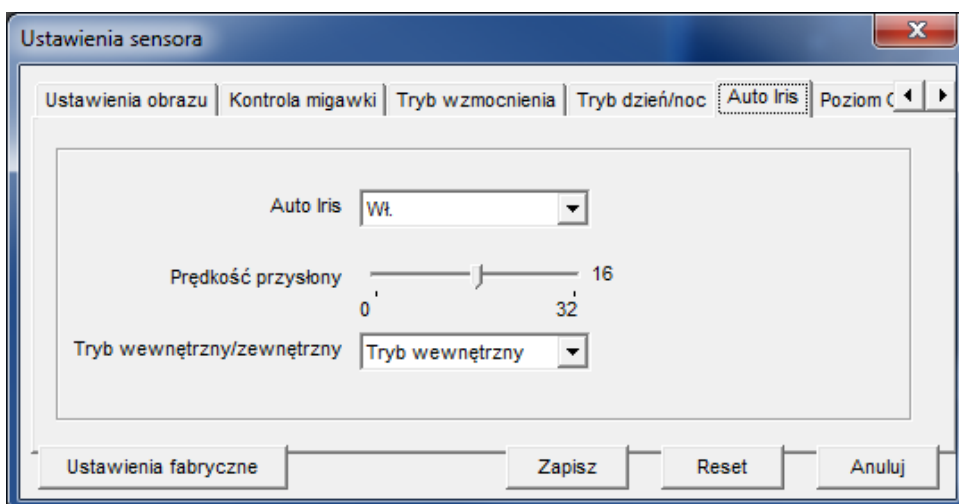 Ustawienia sensora
Ustawienia obrazu Kontrola migawki Tryb wzmocnienia Tryb dzień/noc Auto Iris Poziom
Auto Iris Wł.
Prędkość przysłony 16
0 32
Tryb wewnętrzny/zewnętrzny Tryb wewnętrzny
Ustawienia fabryczne Zapisz Reset Anuluj